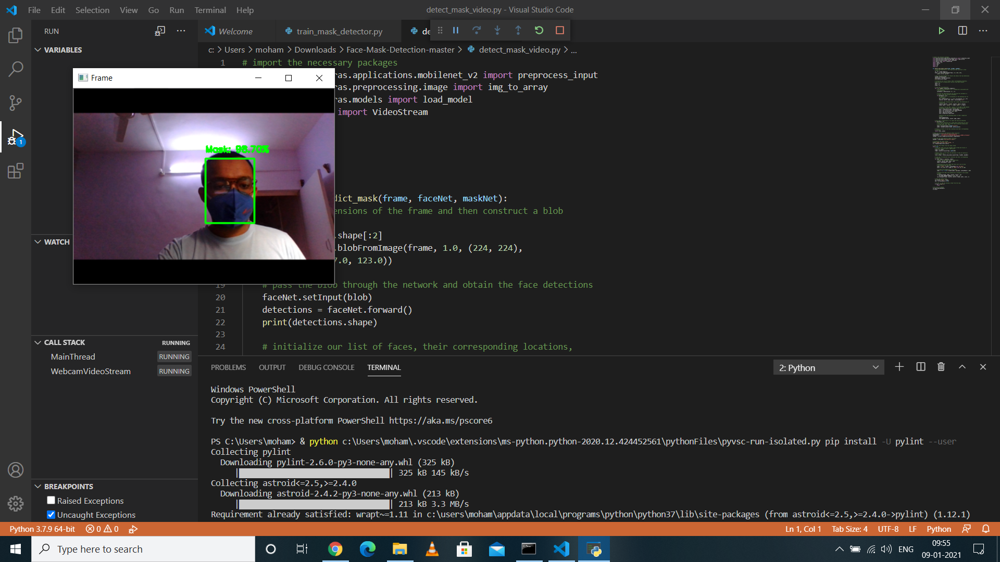 File Edit Selection View Go Run Terminal Help
detect_mask_video.py - Visual Studio Code
RUN
Welcome
train_mask_detector.py
de
c: > Users > moham > Downloads > Face-Mask-Detection-master > detect_mask_video.py > ...
VARIABLES
1 # import the necessary packages
ras.applications.mobilenet_v2 import preprocess_input
ras.preprocessing.image import img_to_array
ras.models import load_model
import VideoStream
Frame
Mask: 98.70%
dict_mask(frame, faceNet, maskNet):
ensions of the frame and then construct a blob
.shape[:2]
.blobFromImage(frame, 1.0, (224, 224),
7.0, 123.0))
19 # pass the blob through the network and obtain the face detections
20 faceNet.setInput(blob)
21 detections = faceNet.forward()
22 print(detections.shape)
23
24 # initialize our list of faces, their corresponding locations,
WATCH
CALL STACK RUNNING
MainThread RUNNING
WebcamVideoStream RUNNING
BREAKPOINTS
Raised Exceptions
Uncaught Exceptions
PROBLEMS OUTPUT DEBUG CONSOLE TERMINAL
2: Python
Windows PowerShell
Copyright (C) Microsoft Corporation. All rights reserved.
Try the new cross-platform PowerShell https://aka.ms/pscore6
PS C:\Users\moham> & python c:\Users\moham\.vscode\extensions\ms-python.python-2020.12.424452561\pythonFiles\pyvsc-run-isolated.py pip install -U pylint --user
Collecting pylint
Downloading pylint-2.6.0-py3-none-any.whl (325 kB)
325 kB 145 kB/s
Collecting astroid<=2.5,>=2.4.0
Downloading astroid-2.4.2-py3-none-any.whl (213 kB)
213 kB 3.3 MB/s
Requirement already satisfied: wrapt~=1.11 in c:\users\moham\appdata\local\programs\python\python37\lib\site-packages (from astroid<=2.5,>=2.4.0->pylint) (1.12.1)
Python 3.7.9 64-bit 0 0
Ln 1, Col 1 Tab Size: 4 UTF-8 LF Python
Type here to search
ENG
09:55
09-01-2021